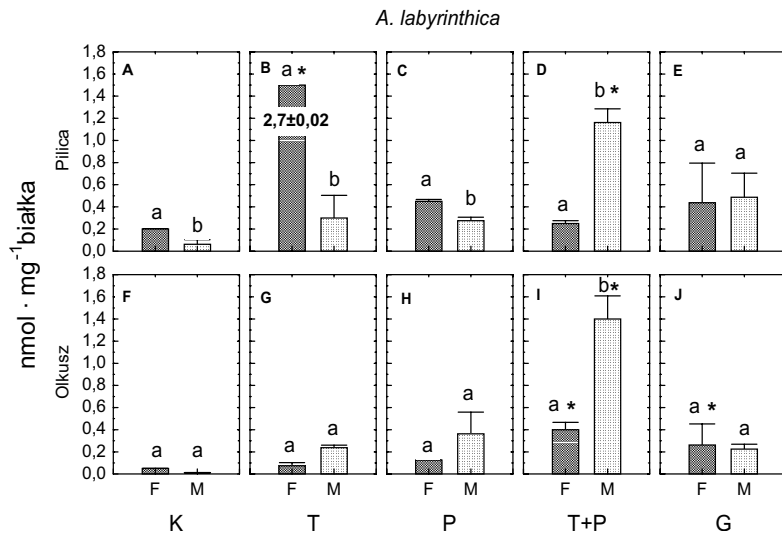 A. labyrinthica
nmol · mg⁻¹białka
Pilica
1,8
1,6
1,4
1,2
1,0
0,8
0,6
0,4
0,2
0,0
A
a
b
B
a *
2,7±0,02
b
C
a
b
D
a
b *
E
a
a
Olkusz
1,8
1,6
1,4
1,2
1,0
0,8
0,6
0,4
0,2
0,0
F
a
a
G
a
a
H
a
a
I
a *
b*
J
a *
a
F M F M F M F M F M
K T P T+P G